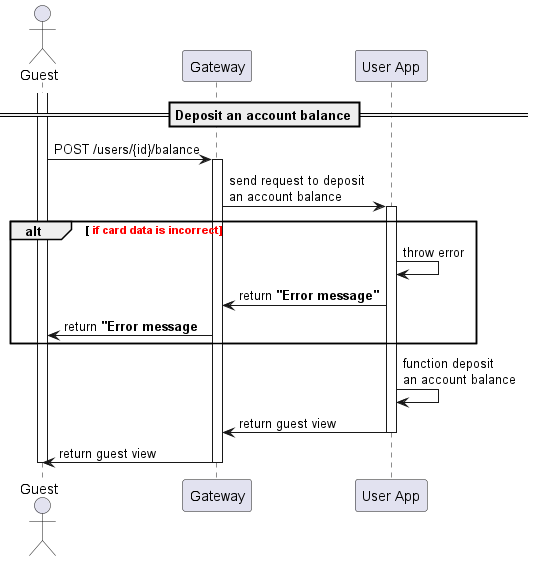 Guest
Gateway
User App
Deposit an account balance
POST /users/{id}/balance
send request to deposit
an account balance
alt
[ if card data is incorrect]
throw error
return "Error message"
return "Error message
function deposit
an account balance
return guest view
return guest view
Guest
Gateway
User App